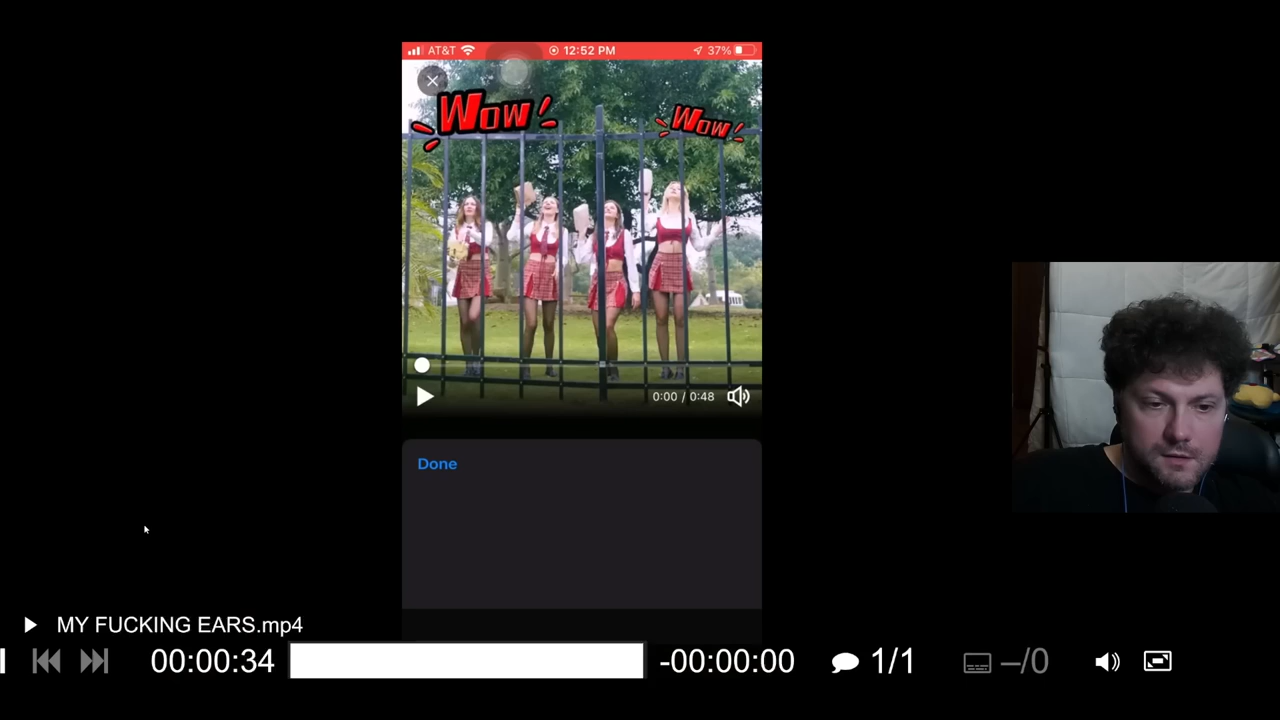 AT&T 12:52 PM 37%
Wow!
Wow!
0:00 / 0:48
Done
MY FUCKING EARS.mp4
00:00:34 -00:00:00 1/1 –/0